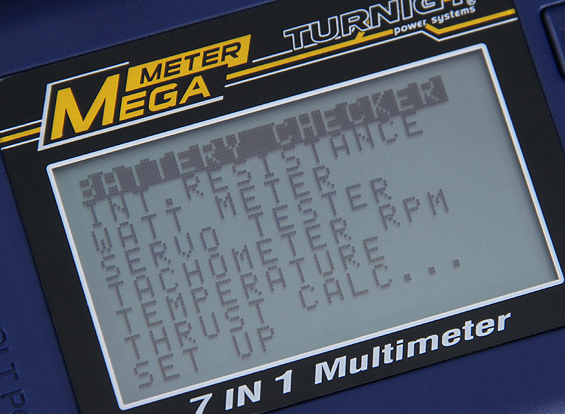 METER
MEGA
TURNIGY®
power systems
BATTERY CHECKER
INT.RESISTANCE
WATT METER
SERVO TESTER
TACHOMETER RPM
TEMPERATURE
THRUST CALC...
SET UP
7 IN 1 Multimeter